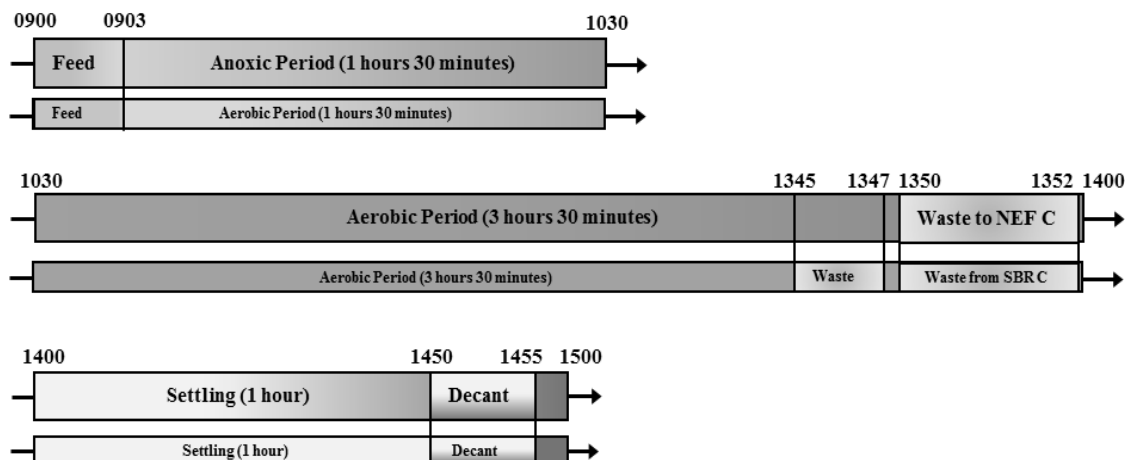 0900 0903 1030
Feed Anoxic Period (1 hours 30 minutes)
Feed Aerobic Period (1 hours 30 minutes)
1030 1345 1347 1350 1352 1400
Aerobic Period (3 hours 30 minutes) Waste to NEF C
Aerobic Period (3 hours 30 minutes) Waste Waste from SBR C
1400 1450 1455 1500
Settling (1 hour) Decant
Settling (1 hour) Decant